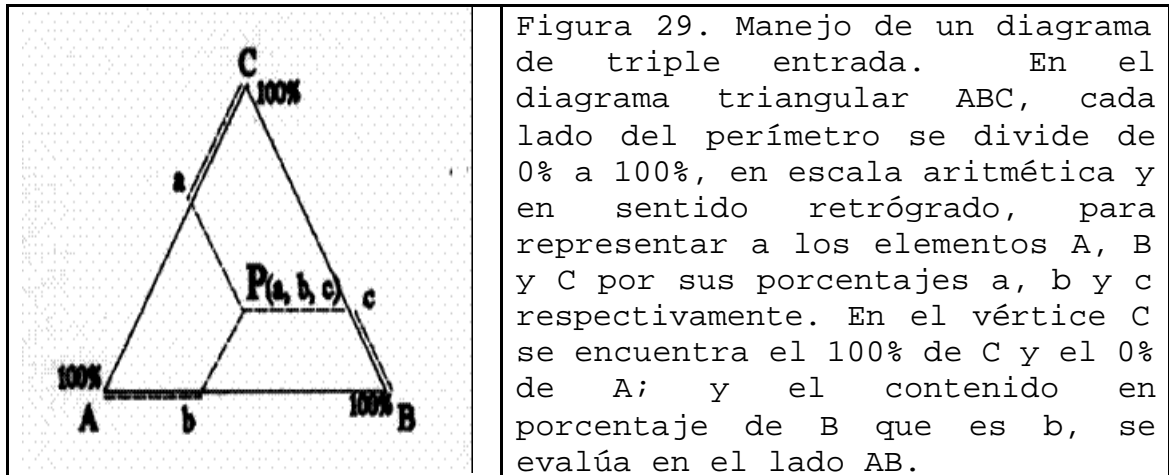 C
100%
a
P(a, b, c)
c
100%
A
b
100%
B
Figura 29. Manejo de un diagrama
de triple entrada. En el
diagrama triangular ABC, cada
lado del perímetro se divide de
0% a 100%, en escala aritmética y
en sentido retrógrado, para
representar a los elementos A, B
y C por sus porcentajes a, b y c
respectivamente. En el vértice C
se encuentra el 100% de C y el 0%
de A; y el contenido en
porcentaje de B que es b, se
evalúa en el lado AB.